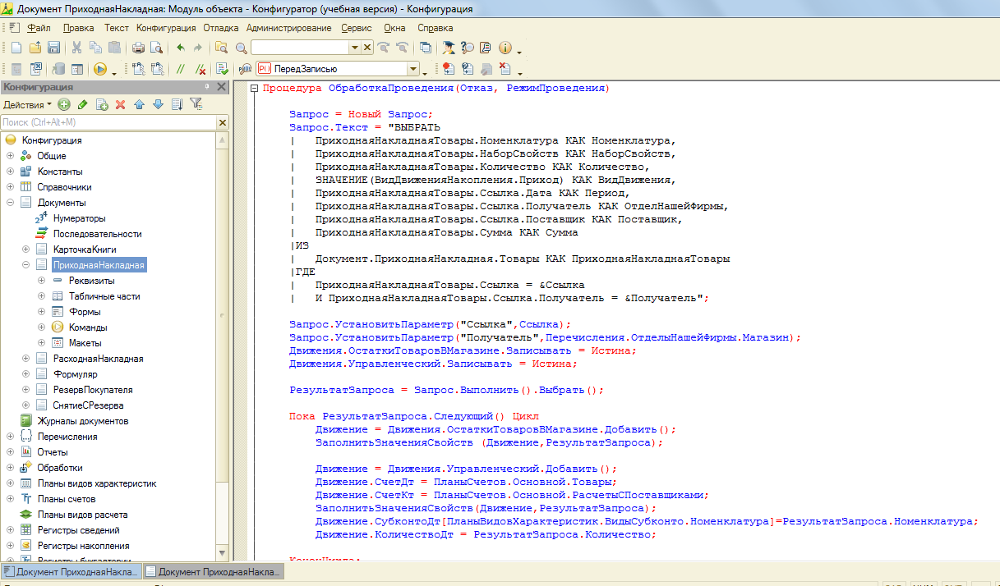 Документ ПриходнаяНакладная: Модуль объекта - Конфигуратор (учебная версия) - Конфигурация
Файл Правка Текст Конфигурация Отладка Администрирование Сервис Окна Справка
ПередЗаписью
Конфигурация
Действия
Поиск (Ctrl+Alt+M)
Конфигурация
Общие
Константы
Справочники
Документы
Нумераторы
Последовательности
КарточкаКниги
ПриходнаяНакладная
Реквизиты
Табличные части
Формы
Команды
Макеты
РасходнаяНакладная
Формуляр
РезервПокупателя
СнятиеСРезерва
Журналы документов
Перечисления
Отчеты
Обработки
Планы видов характеристик
Планы счетов
Планы видов расчета
Регистры сведений
Регистры накопления
Регистры бухгалтерии
Процедура ОбработкаПроведения(Отказ, РежимПроведения)
Запрос = Новый Запрос;
Запрос.Текст = "ВЫБРАТЬ
| ПриходнаяНакладнаяТовары.Номенклатура КАК Номенклатура,
| ПриходнаяНакладнаяТовары.НаборСвойств КАК НаборСвойств,
| ПриходнаяНакладнаяТовары.Количество КАК Количество,
| ЗНАЧЕНИЕ(ВидДвиженияНакопления.Приход) КАК ВидДвижения,
| ПриходнаяНакладнаяТовары.Ссылка.Дата КАК Период,
| ПриходнаяНакладнаяТовары.Ссылка.Получатель КАК ОтделНашейФирмы,
| ПриходнаяНакладнаяТовары.Ссылка.Поставщик КАК Поставщик,
| ПриходнаяНакладнаяТовары.Сумма КАК Сумма
|ИЗ
| Документ.ПриходнаяНакладная.Товары КАК ПриходнаяНакладнаяТовары
|ГДЕ
| ПриходнаяНакладнаяТовары.Ссылка = &Ссылка
| И ПриходнаяНакладнаяТовары.Ссылка.Получатель = &Получатель";
Запрос.УстановитьПараметр("Ссылка",Ссылка);
Запрос.УстановитьПараметр("Получатель",Перечисления.ОтделыНашейФирмы.Магазин);
Движения.ОстаткиТоваровВМагазине.Записывать = Истина;
Движения.Управленческий.Записывать = Истина;
РезультатЗапроса = Запрос.Выполнить().Выбрать();
Пока РезультатЗапроса.Следующий() Цикл
Движение = Движения.ОстаткиТоваровВМагазине.Добавить();
ЗаполнитьЗначенияСвойств (Движение,РезультатЗапроса);
Движение = Движения.Управленческий.Добавить();
Движение.СчетДт = ПланыСчетов.Основной.Товары;
Движение.СчетКт = ПланыСчетов.Основной.РасчетыСПоставщиками;
ЗаполнитьЗначенияСвойств(Движение,РезультатЗапроса);
Движение.СубконтоДт[ПланыВидовХарактеристик.ВидыСубконто.Номенклатура]=РезультатЗапроса.Номенклатура;
Движение.КоличествоДт = РезультатЗапроса.Количество;
КонецЦикла;
Документ ПриходнаяНакла... Документ ПриходнаяНакла...